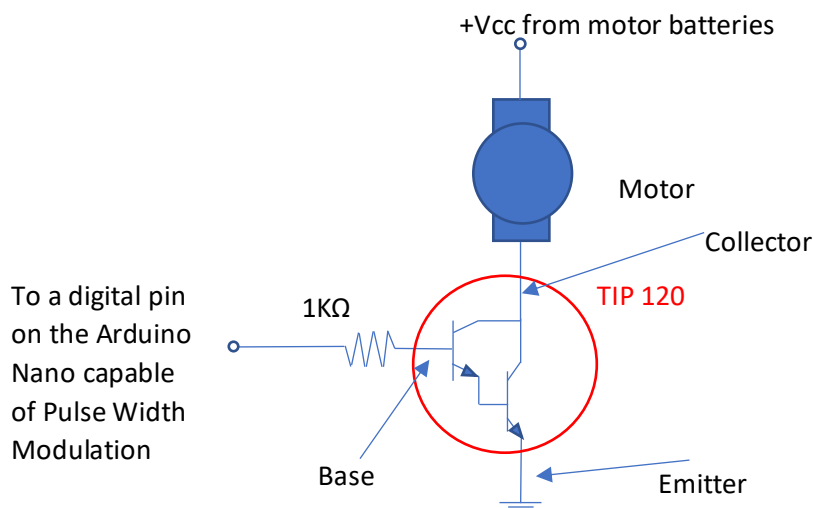 +Vcc from motor batteries
Motor
Collector
TIP 120
To a digital pin
on the Arduino
Nano capable
of Pulse Width
Modulation
1KΩ
Base
Emitter